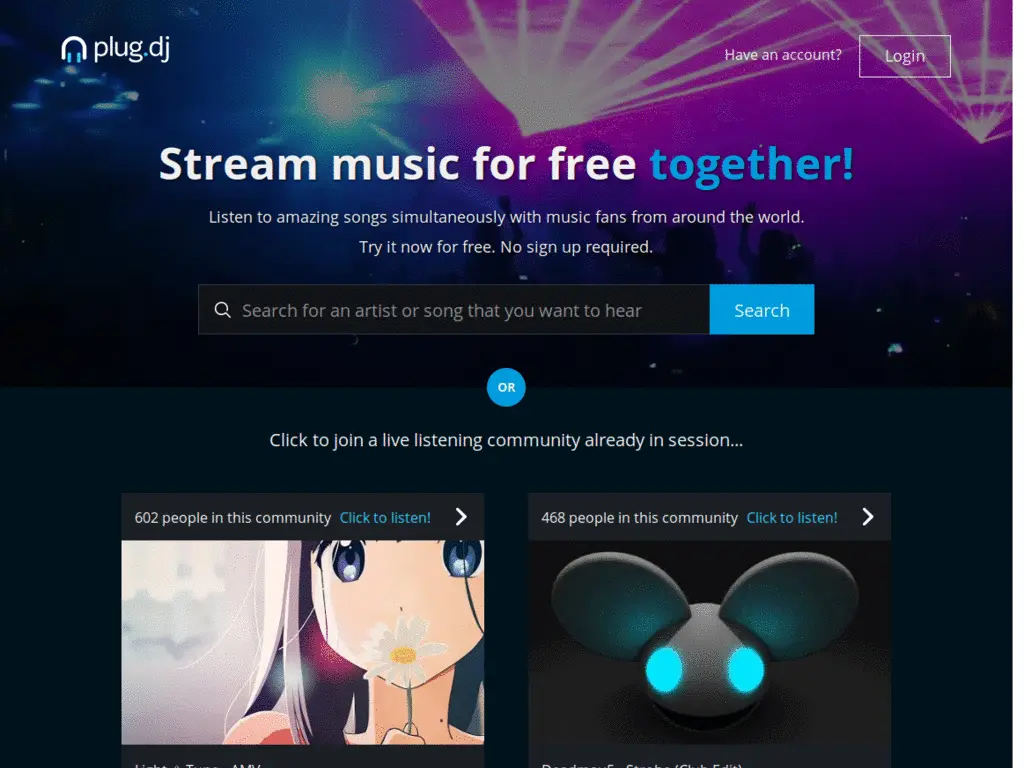 plug.dj
Have an account?
Login
Stream music for free together!
Listen to amazing songs simultaneously with music fans from around the world.
Try it now for free. No sign up required.
Search for an artist or song that you want to hear
Search
OR
Click to join a live listening community already in session...
602 people in this community Click to listen!
468 people in this community Click to listen!